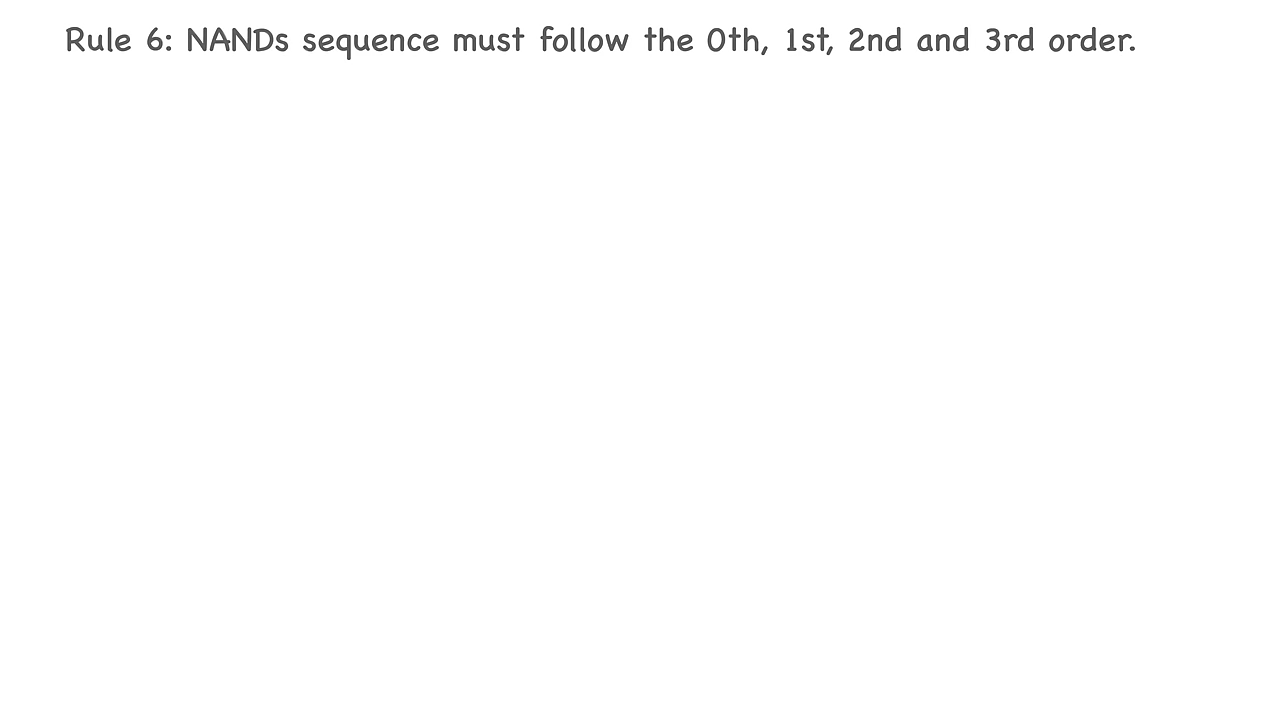 Rule 6: NANDs sequence must follow the 0th, 1st, 2nd and 3rd order.